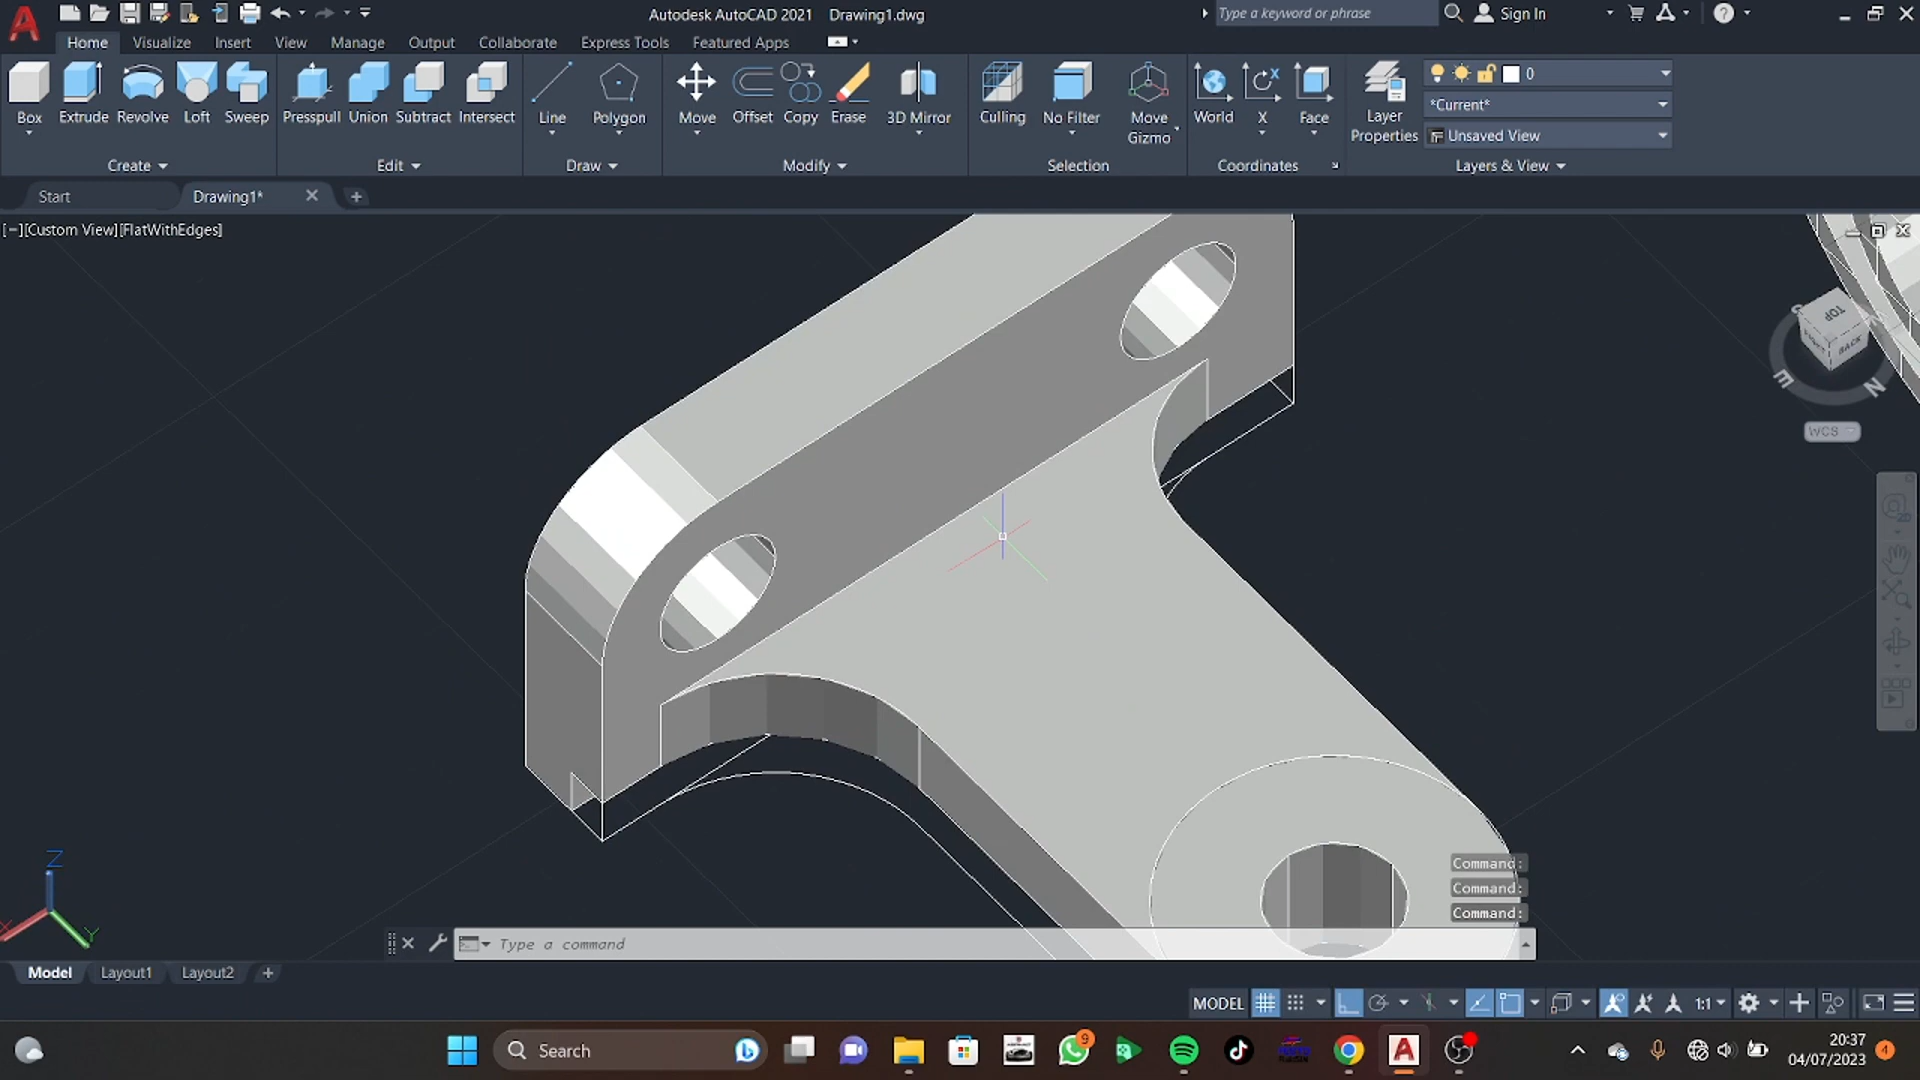 Autodesk AutoCAD 2021 Drawing1.dwg
Type a keyword or phrase
Sign In
Home Visualize Insert View Manage Output Collaborate Express Tools Featured Apps
Box Extrude Revolve Loft Sweep Presspull Union Subtract Intersect Line Polygon Move Offset Copy Erase 3D Mirror Culling No Filter Move Gizmo World X Face Layer Properties
0
*Current*
Unsaved View
Create Edit Draw Modify Selection Coordinates Layers & View
Start Drawing1*
[−][Custom View][FlatWithEdges]
TOP
BACK
E
N
WCS
Z
X
Y
Command:
Command:
Command:
Type a command
Model Layout1 Layout2
MODEL 1:1
Search
9
20:37
04/07/2023
4